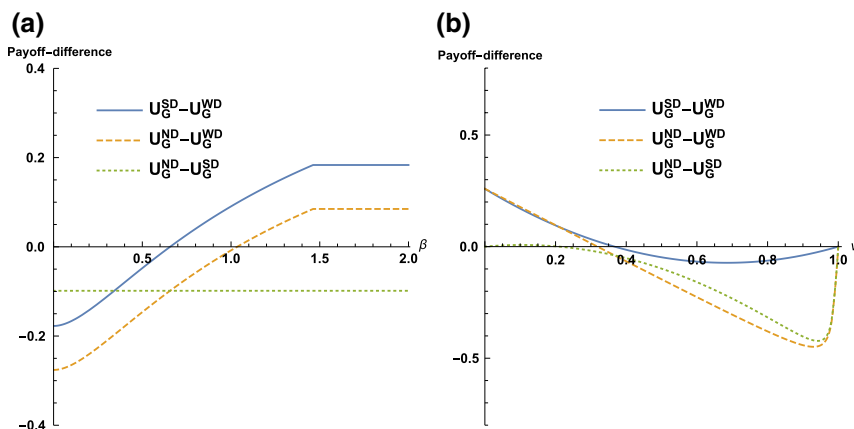 (a)
Payoff-difference
0.4
0.2
0.0
-0.2
-0.4
0.5
1.0
1.5
2.0
β
U_G^SD-U_G^WD
U_G^ND-U_G^WD
U_G^ND-U_G^SD
(b)
Payoff-difference
0.5
0.0
-0.5
0.2
0.4
0.6
0.8
1.0
U_G^SD-U_G^WD
U_G^ND-U_G^WD
U_G^ND-U_G^SD